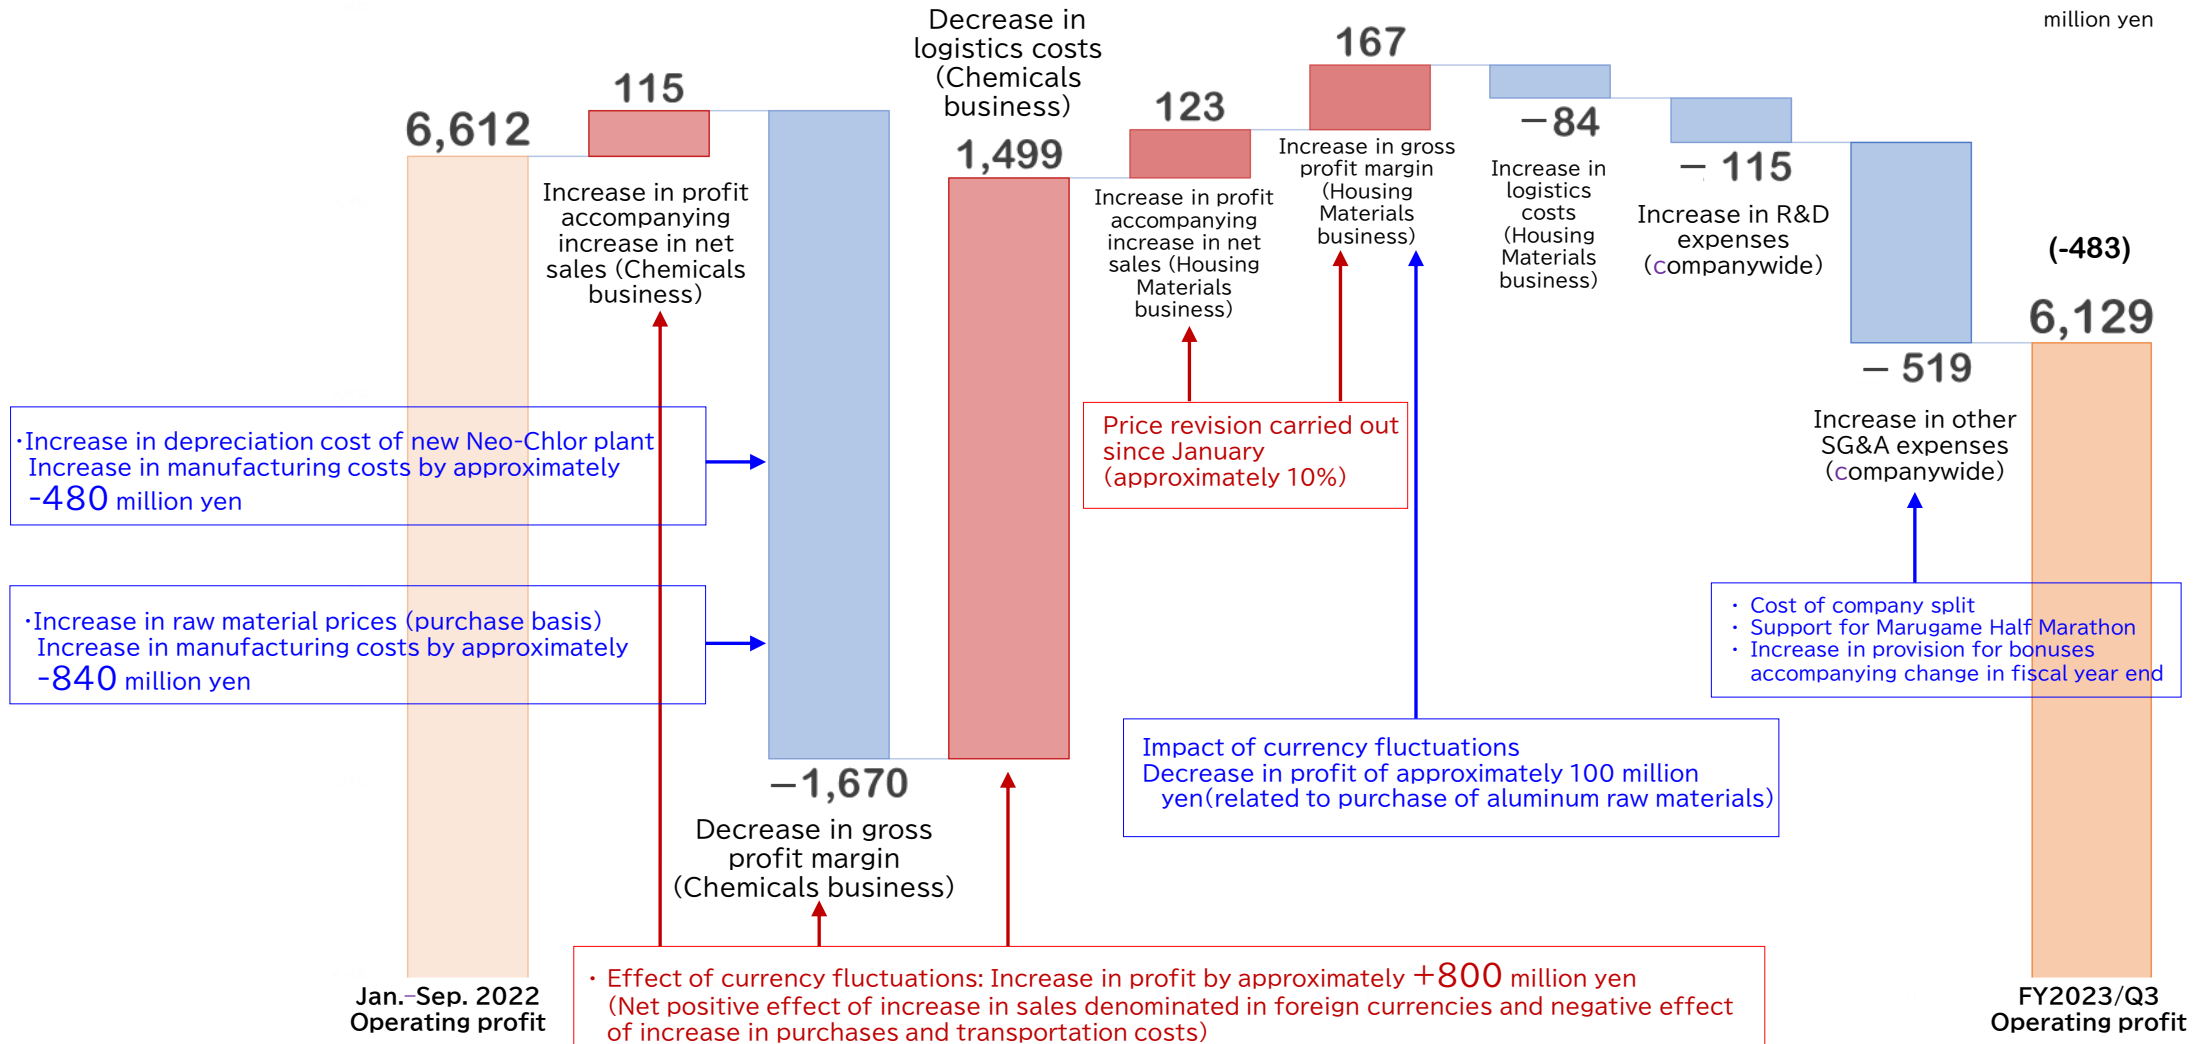 million yen
6,612
115
Increase in profit
accompanying
increase in net
sales (Chemicals
business)
−1,670
Decrease in gross
profit margin
(Chemicals business)
Decrease in
logistics costs
(Chemicals
business)
1,499
123
Increase in profit
accompanying
increase in net
sales (Housing
Materials
business)
167
Increase in gross
profit margin
(Housing
Materials
business)
−84
Increase in
logistics
costs
(Housing
Materials
business)
− 115
Increase in R&D
expenses
(companywide)
− 519
Increase in other
SG&A expenses
(companywide)
(-483)
6,129
・Increase in depreciation cost of new Neo-Chlor plant
Increase in manufacturing costs by approximately
-480 million yen
・Increase in raw material prices (purchase basis)
Increase in manufacturing costs by approximately
-840 million yen
Price revision carried out
since January
(approximately 10%)
Impact of currency fluctuations
Decrease in profit of approximately 100 million
yen(related to purchase of aluminum raw materials)
・ Cost of company split
・ Support for Marugame Half Marathon
・ Increase in provision for bonuses
accompanying change in fiscal year end
・ Effect of currency fluctuations: Increase in profit by approximately +800 million yen
(Net positive effect of increase in sales denominated in foreign currencies and negative effect
of increase in purchases and transportation costs)
Jan.–Sep. 2022
Operating profit
FY2023/Q3
Operating profit